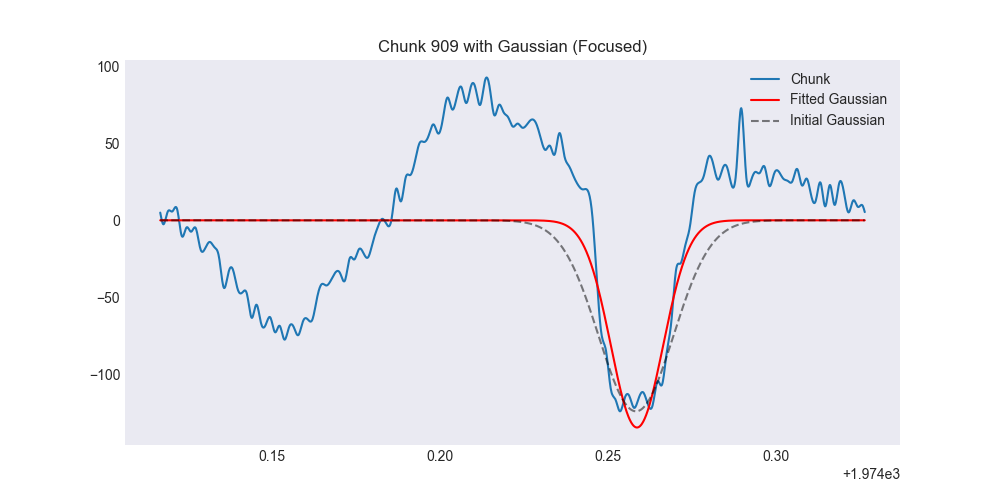 Chunk 909 with Gaussian (Focused)
100
50
0
−50
−100
Chunk
Fitted Gaussian
Initial Gaussian
0.15 0.20 0.25 0.30
+1.974e3